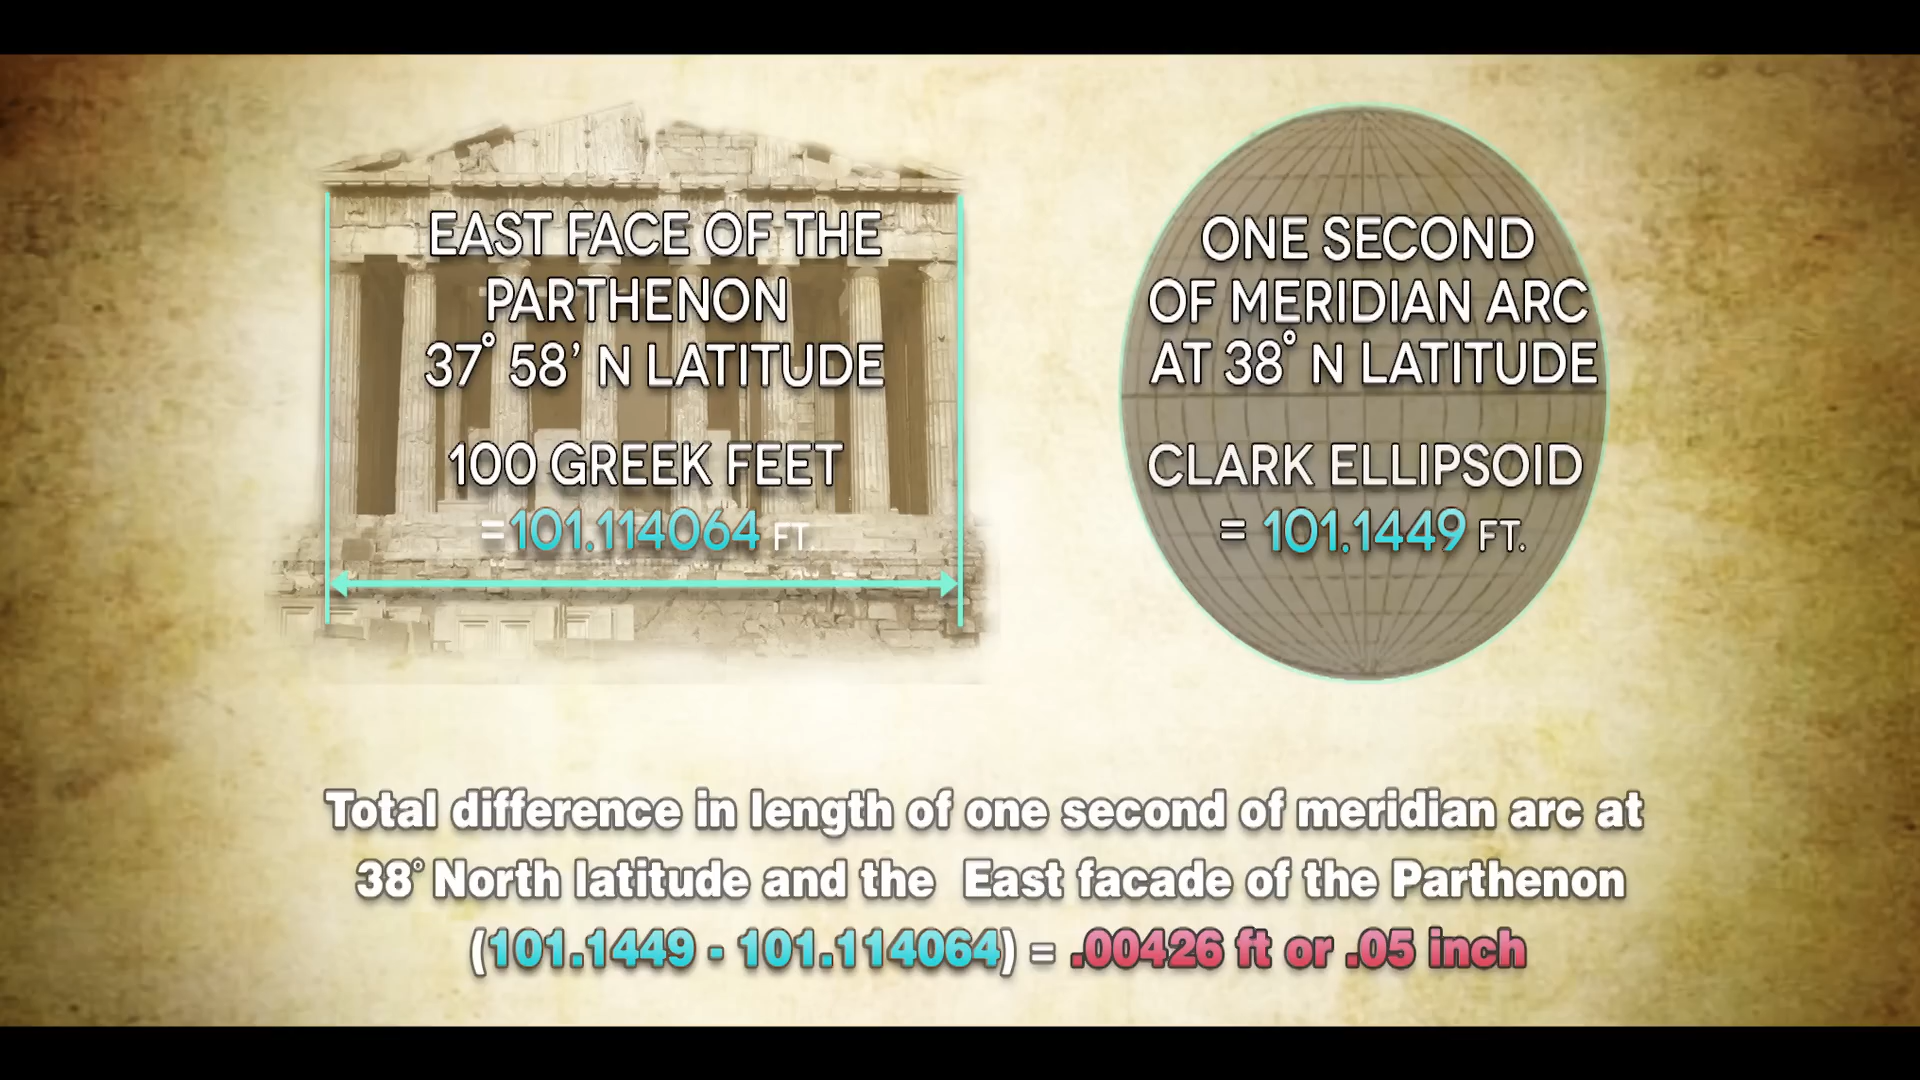 EAST FACE OF THE
PARTHENON
37° 58’ N LATITUDE
100 GREEK FEET
=101.114064 FT.
ONE SECOND
OF MERIDIAN ARC
AT 38° N LATITUDE
CLARK ELLIPSOID
= 101.1449 FT.
Total difference in length of one second of meridian arc at
38° North latitude and the East facade of the Parthenon
(101.1449 - 101.114064) = .00426 ft or .05 inch